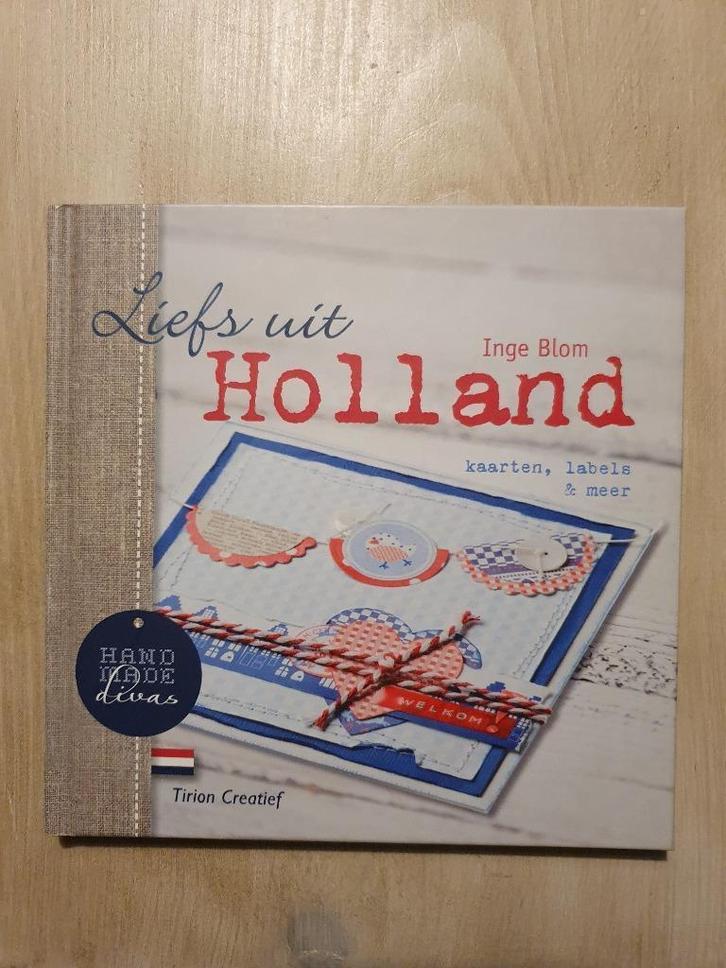 Liefs uit
Inge Blom
Holland
kaarten, labels
& meer
WELKOM!
HAND
MADE
divas
Tirion Creatief